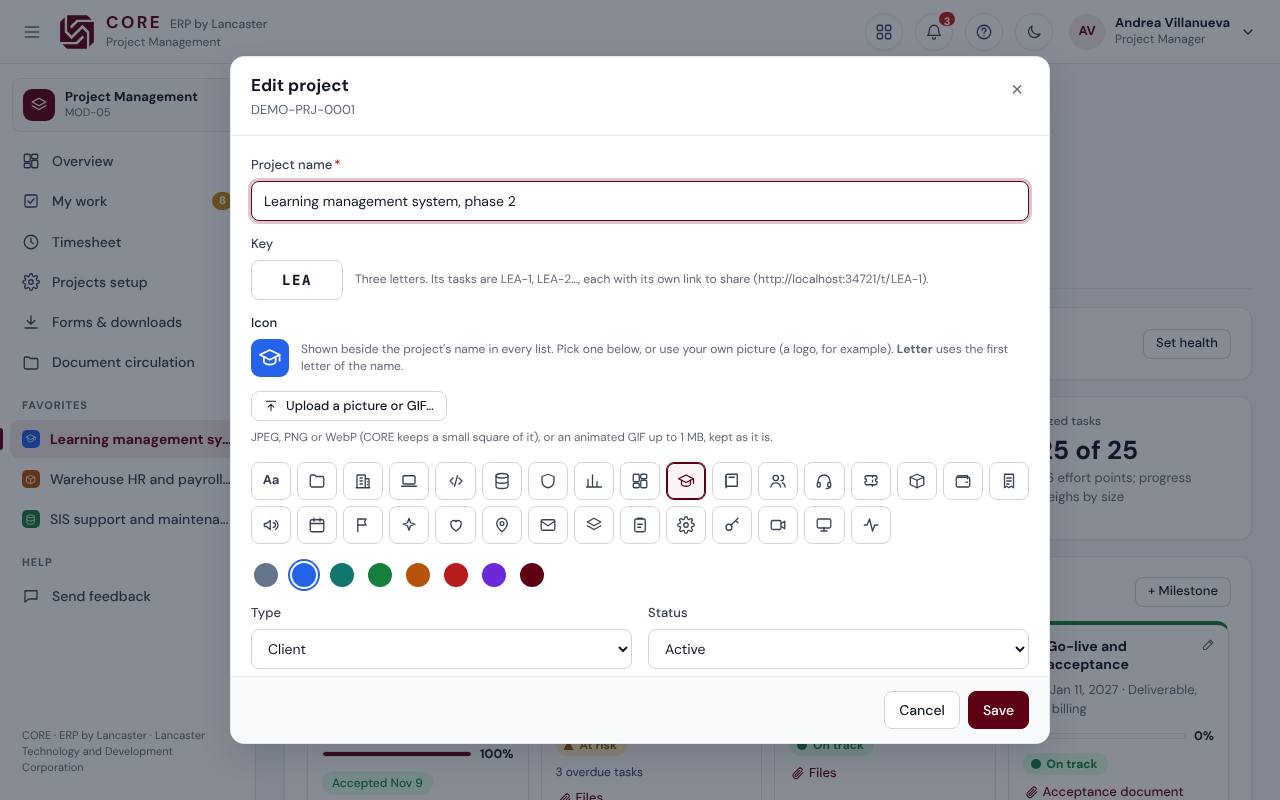 CORE ERP by Lancaster
Project Management
3
AV
Andrea Villanueva
Project Manager
Project Management
MOD-05
Overview
My work
8
Timesheet
Projects setup
Forms & downloads
Document circulation
FAVORITES
Learning management sy...
Warehouse HR and payroll...
SIS support and maintena...
HELP
Send feedback
CORE · ERP by Lancaster · Lancaster
Technology and Development
Corporation
Edit project
DEMO-PRJ-0001
Project name*
Learning management system, phase 2
Key
LEA
Three letters. Its tasks are LEA-1, LEA-2…, each with its own link to share (http://localhost:34721/t/LEA-1).
Icon
Shown beside the project's name in every list. Pick one below, or use your own picture (a logo, for example). Letter uses the first
letter of the name.
Upload a picture or GIF…
JPEG, PNG or WebP (CORE keeps a small square of it), or an animated GIF up to 1 MB, kept as it is.
Aa
Type
Status
Client
Active
Cancel
Save
Set health
25 of 25
effort points; progress
+ Milestone
Go-live and
acceptance
Jan 11, 2027 · Deliverable,
billing
0%
On track
Acceptance document
100%
Accepted Nov 9
At risk
3 overdue tasks
Files
On track
Files